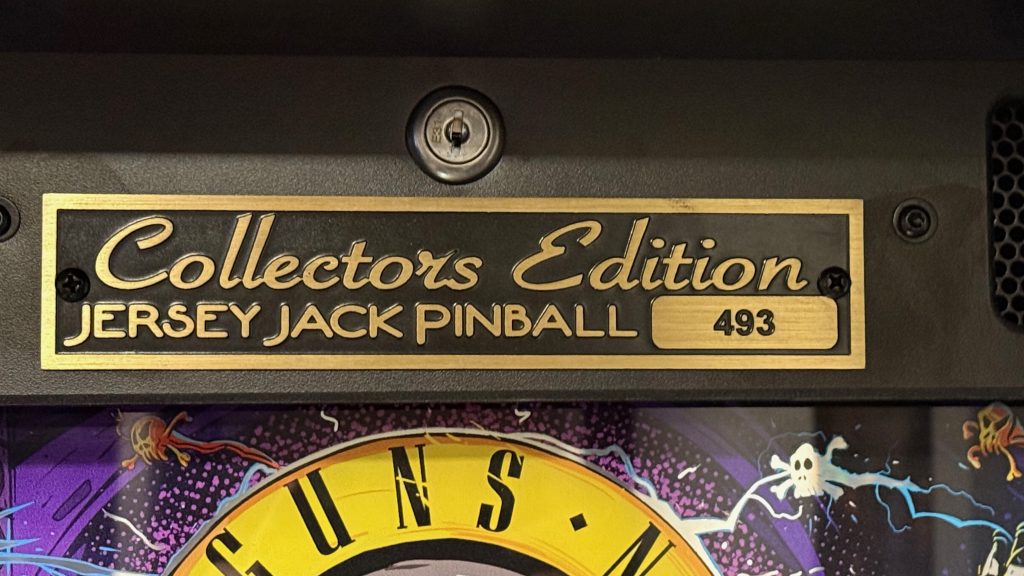 Collectors Edition
JERSEY JACK PINBALL 493
GUNS · N